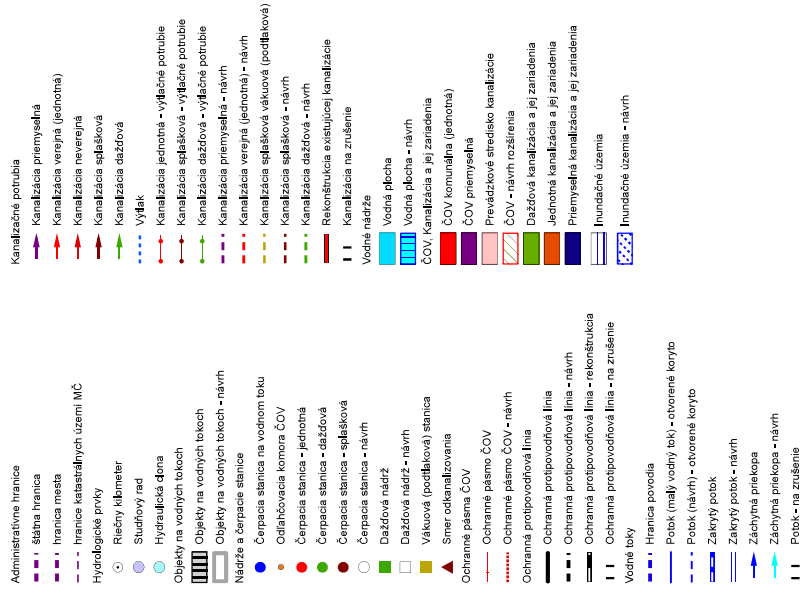 Administratívne hranice
štátna hranica
hranica mesta
hranice katastrálnych území MČ
Hydrologické prvky
Riečny kilometer
Studňový rad
Hydraulická clona
Objekty na vodných tokoch
Objekty na vodných tokoch
Objekty na vodných tokoch - návrh
Nádrže a čerpacie stanice
Čerpacia stanica na vodnom toku
Odľahčovacia komora ČOV
Čerpacia stanica - jednotná
Čerpacia stanica - dažďová
Čerpacia stanica - splašková
Čerpacia stanica - návrh
Dažďová nádrž
Dažďová nádrž - návrh
Vákuová (podtlaková) stanica
Smer odkanalizovania
Ochranné pásma ČOV
Ochranné pásmo ČOV
Ochranné pásmo ČOV - návrh
Ochranná protipovodňová línia
Ochranná protipovodňová línia
Ochranná protipovodňová línia - návrh
Ochranná protipovodňová línia - rekonštrukcia
Ochranná protipovodňová línia - na zrušenie
Vodné toky
Hranica povodia
Potok (malý vodný tok) - otvorené koryto
Potok (návrh) - otvorené koryto
Zakrytý potok
Zakrytý potok - návrh
Záchytná priekopa
Záchytná priekopa - návrh
Potok - na zrušenie
Kanalizačné potrubia
Kanalizácia priemyselná
Kanalizácia verejná (jednotná)
Kanalizácia neverejná
Kanalizácia splašková
Kanalizácia dažďová
Výtlak
Kanalizácia jednotná - výtlačné potrubie
Kanalizácia splašková - výtlačné potrubie
Kanalizácia dažďová - výtlačné potrubie
Kanalizácia priemyselná - návrh
Kanalizácia verejná (jednotná) - návrh
Kanalizácia splašková vákuová (podtlaková)
Kanalizácia splašková - návrh
Kanalizácia dažďová - návrh
Rekonštrukcia existujúcej kanalizácie
Kanalizácia na zrušenie
Vodné nádrže
Vodná plocha
Vodná plocha - návrh
ČOV, Kanalizácia a jej zariadenia
ČOV komunálna (jednotná)
ČOV priemyselná
Prevádzkové stredisko kanalizácie
ČOV - návrh rozšírenia
Dažďová kanalizácia a jej zariadenia
Jednotná kanalizácia a jej zariadenia
Priemyselná kanalizácia a jej zariadenia
Inundačné územia
Inundačné územia - návrh